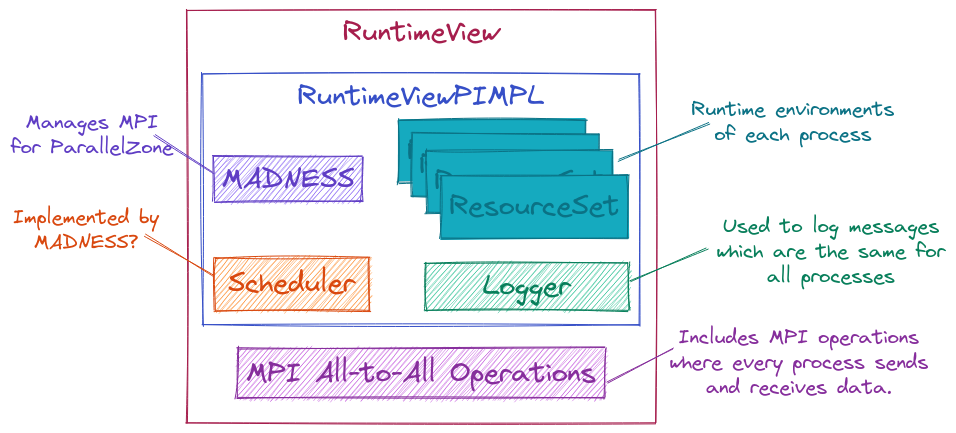 RuntimeView
RuntimeViewPIMPL
Manages MPI
for ParallelZone
MADNESS
Runtime environments
of each process
ResourceSet
Implemented by
MADNESS?
Scheduler
Logger
Used to log messages
which are the same for
all processes
MPI All-to-All Operations
Includes MPI operations
where every process sends
and receives data.